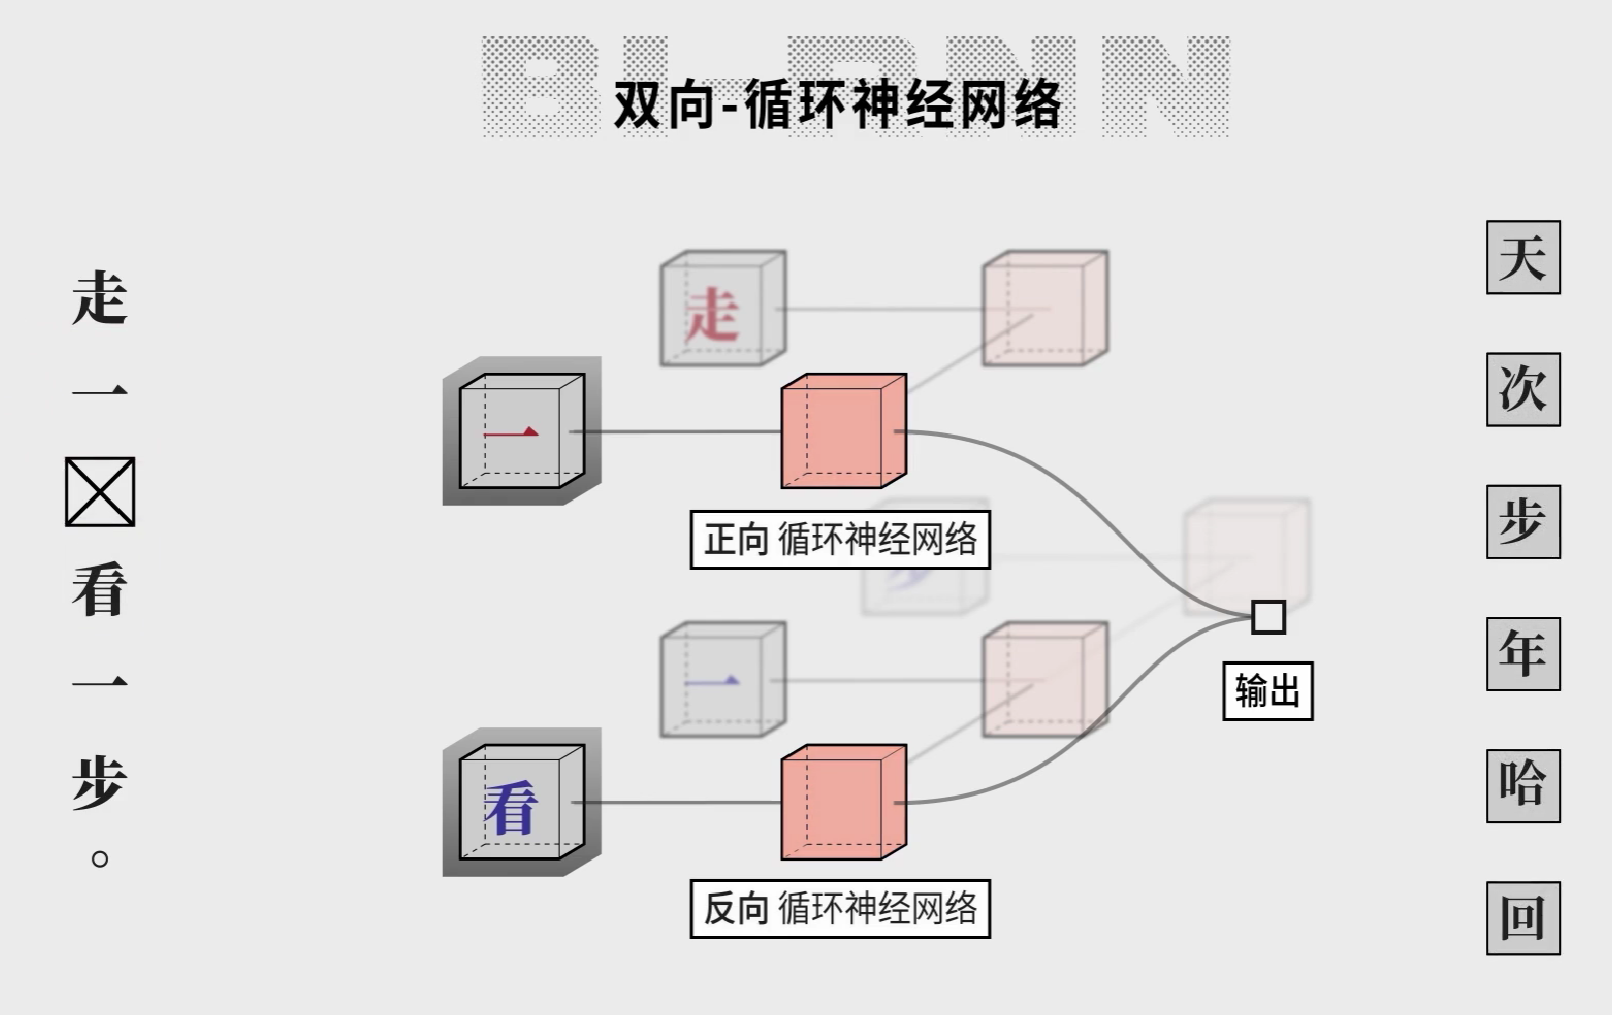 BI-RNN
双向-循环神经网络
走一看一步。
走
一
正向 循环神经网络
步
一
看
反向 循环神经网络
输出
天
次
步
年
哈
回